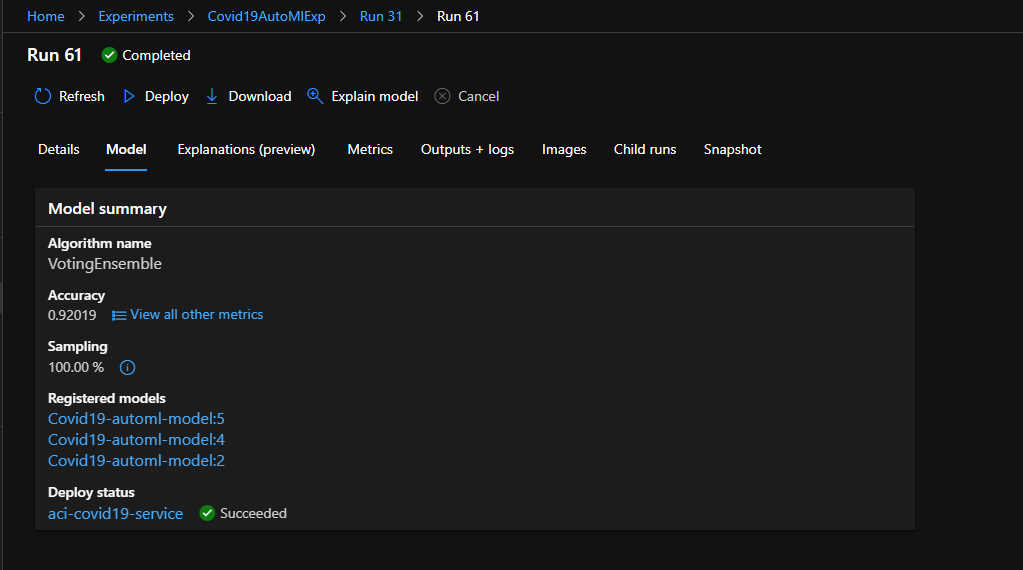 Home > Experiments > Covid19AutoMlExp > Run 31 > Run 61
Run 61 Completed
Refresh Deploy Download Explain model Cancel
Details Model Explanations (preview) Metrics Outputs + logs Images Child runs Snapshot
Model summary
Algorithm name
VotingEnsemble
Accuracy
0.92019 View all other metrics
Sampling
100.00 %
Registered models
Covid19-automl-model:5
Covid19-automl-model:4
Covid19-automl-model:2
Deploy status
aci-covid19-service Succeeded